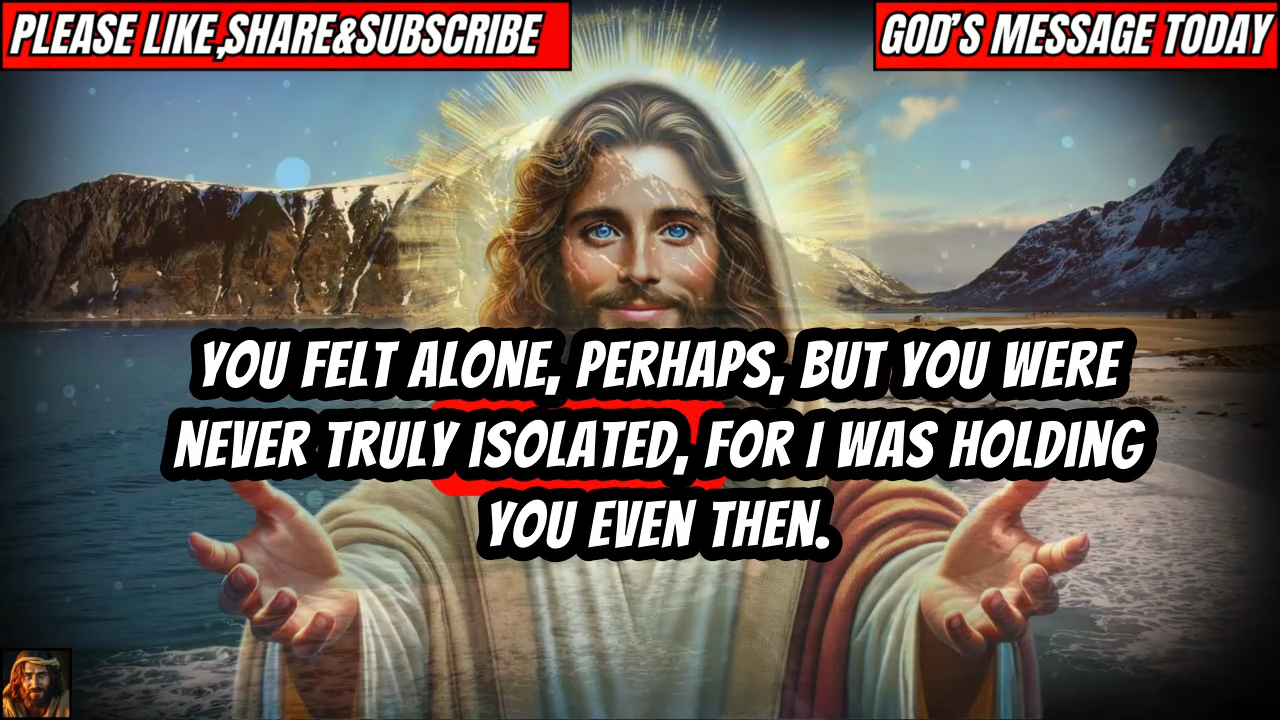 PLEASE LIKE,SHARE&SUBSCRIBE
GOD'S MESSAGE TODAY
YOU FELT ALONE, PERHAPS, BUT YOU WERE
NEVER TRULY ISOLATED, FOR I WAS HOLDING
YOU EVEN THEN.